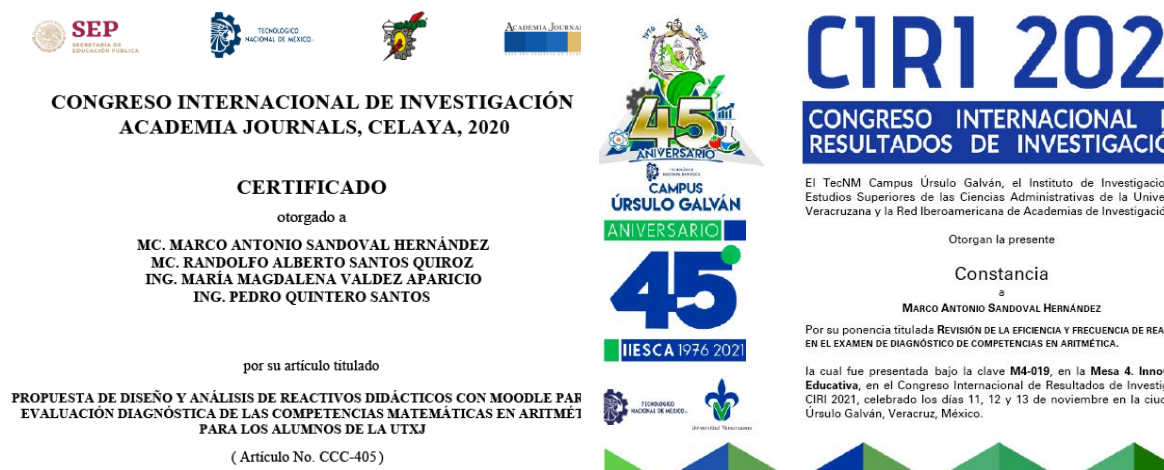 SEP
SECRETARÍA DE
EDUCACIÓN PÚBLICA
TECNOLÓGICO
NACIONAL DE MÉXICO
ACADEMIA JOURNA
CONGRESO INTERNACIONAL DE INVESTIGACIÓN
ACADEMIA JOURNALS, CELAYA, 2020
CERTIFICADO
otorgado a
MC. MARCO ANTONIO SANDOVAL HERNÁNDEZ
MC. RANDOLFO ALBERTO SANTOS QUIROZ
ING. MARÍA MAGDALENA VALDEZ APARICIO
ING. PEDRO QUINTERO SANTOS
por su artículo titulado
PROPUESTA DE DISEÑO Y ANÁLISIS DE REACTIVOS DIDÁCTICOS CON MOODLE PAR
EVALUACIÓN DIAGNÓSTICA DE LAS COMPETENCIAS MATEMÁTICAS EN ARITMÉT
PARA LOS ALUMNOS DE LA UTXJ
( Artículo No. CCC-405 )
1976 2021
45
ANIVERSARIO
TECNOLÓGICO
NACIONAL DE MÉXICO
CAMPUS
ÚRSULO GALVÁN
ANIVERSARIO
45
IIESCA 1976 2021
TECNOLÓGICO
NACIONAL DE MÉXICO
Universidad Veracruzana
CIRI 202
CONGRESO INTERNACIONAL
RESULTADOS DE INVESTIGACIÓ
El TecNM Campus Úrsulo Galván, el Instituto de Investigacio
Estudios Superiores de las Ciencias Administrativas de la Unive
Veracruzana y la Red Iberoamericana de Academias de Investigació
Otorgan la presente
Constancia
a
MARCO ANTONIO SANDOVAL HERNÁNDEZ
Por su ponencia titulada REVISIÓN DE LA EFICIENCIA Y FRECUENCIA DE REA
EN EL EXAMEN DE DIAGNÓSTICO DE COMPETENCIAS EN ARITMÉTICA.
la cual fue presentada bajo la clave M4-019, en la Mesa 4. Inno
Educativa, en el Congreso Internacional de Resultados de Investig
CIRI 2021, celebrado los días 11, 12 y 13 de noviembre en la ciud
Úrsulo Galván, Veracruz, México.